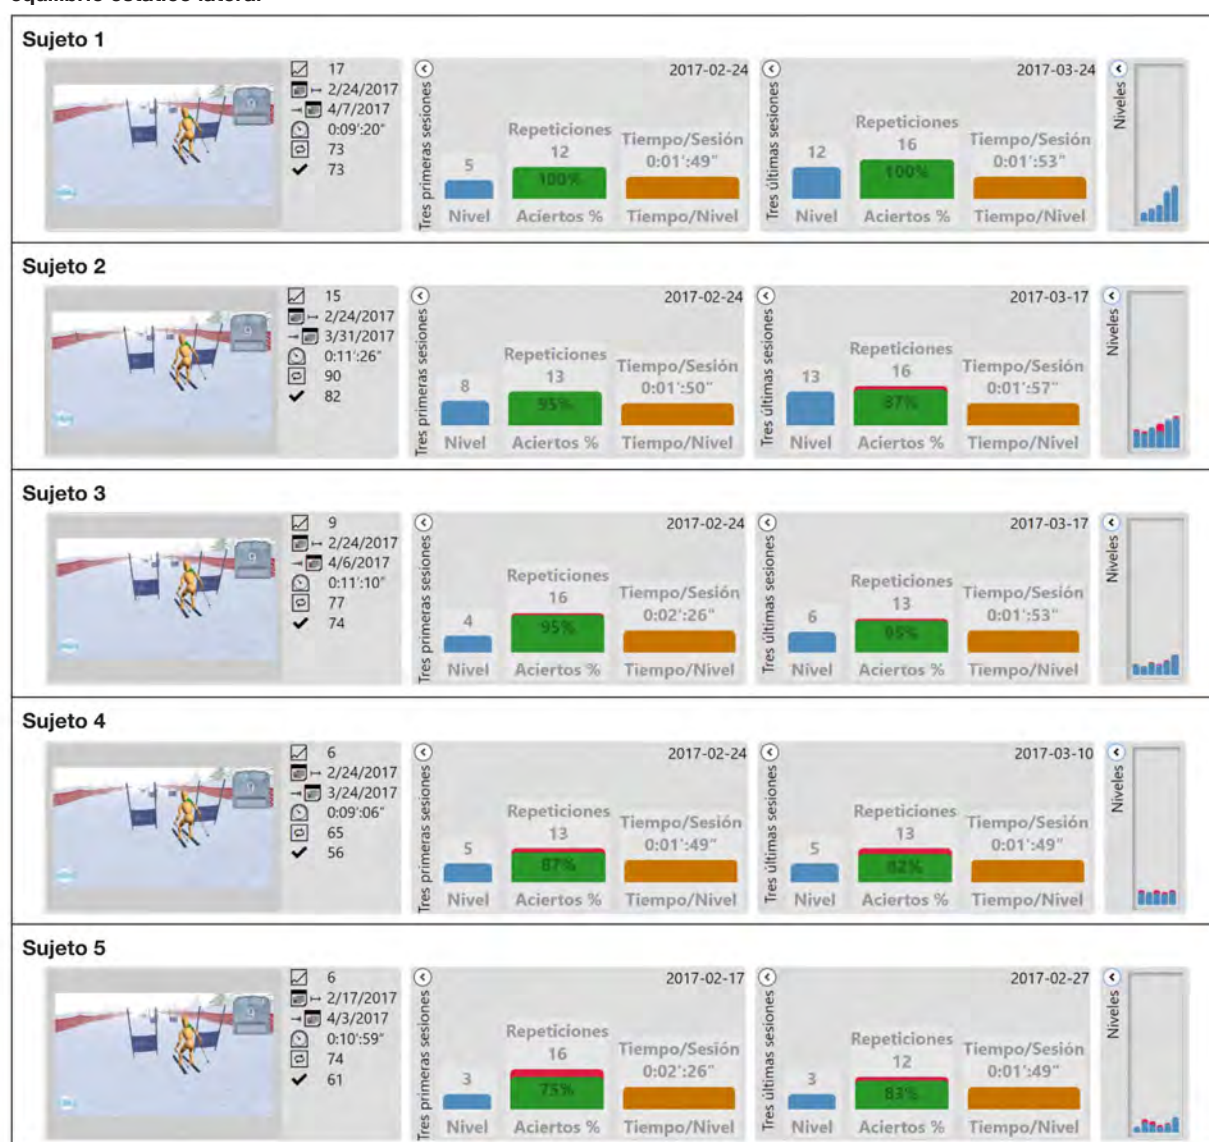 equilibrio estático lateral
Sujeto 1
17
2/24/2017
4/7/2017
0:09':20"
73
73
Tres primeras sesiones
2017-02-24
5
Nivel
Repeticiones
12
100%
Aciertos %
Tiempo/Sesión
0:01':49"
Tiempo/Nivel
Tres últimas sesiones
2017-03-24
12
Nivel
Repeticiones
16
100%
Aciertos %
Tiempo/Sesión
0:01':53"
Tiempo/Nivel
Niveles
Sujeto 2
15
2/24/2017
3/31/2017
0:11':26"
90
82
Tres primeras sesiones
2017-02-24
8
Nivel
Repeticiones
13
95%
Aciertos %
Tiempo/Sesión
0:01':50"
Tiempo/Nivel
Tres últimas sesiones
2017-03-17
13
Nivel
Repeticiones
16
87%
Aciertos %
Tiempo/Sesión
0:01':57"
Tiempo/Nivel
Niveles
Sujeto 3
9
2/24/2017
4/6/2017
0:11':10"
77
74
Tres primeras sesiones
2017-02-24
4
Nivel
Repeticiones
16
95%
Aciertos %
Tiempo/Sesión
0:02':26"
Tiempo/Nivel
Tres últimas sesiones
2017-03-17
6
Nivel
Repeticiones
13
95%
Aciertos %
Tiempo/Sesión
0:01':53"
Tiempo/Nivel
Niveles
Sujeto 4
6
2/24/2017
3/24/2017
0:09':06"
65
56
Tres primeras sesiones
2017-02-24
5
Nivel
Repeticiones
13
87%
Aciertos %
Tiempo/Sesión
0:01':49"
Tiempo/Nivel
Tres últimas sesiones
2017-03-10
5
Nivel
Repeticiones
13
82%
Aciertos %
Tiempo/Sesión
0:01':49"
Tiempo/Nivel
Niveles
Sujeto 5
6
2/17/2017
4/3/2017
0:10':59"
74
61
Tres primeras sesiones
2017-02-17
3
Nivel
Repeticiones
16
75%
Aciertos %
Tiempo/Sesión
0:02':26"
Tiempo/Nivel
Tres últimas sesiones
2017-02-27
3
Nivel
Repeticiones
12
83%
Aciertos %
Tiempo/Sesión
0:01':49"
Tiempo/Nivel
Niveles